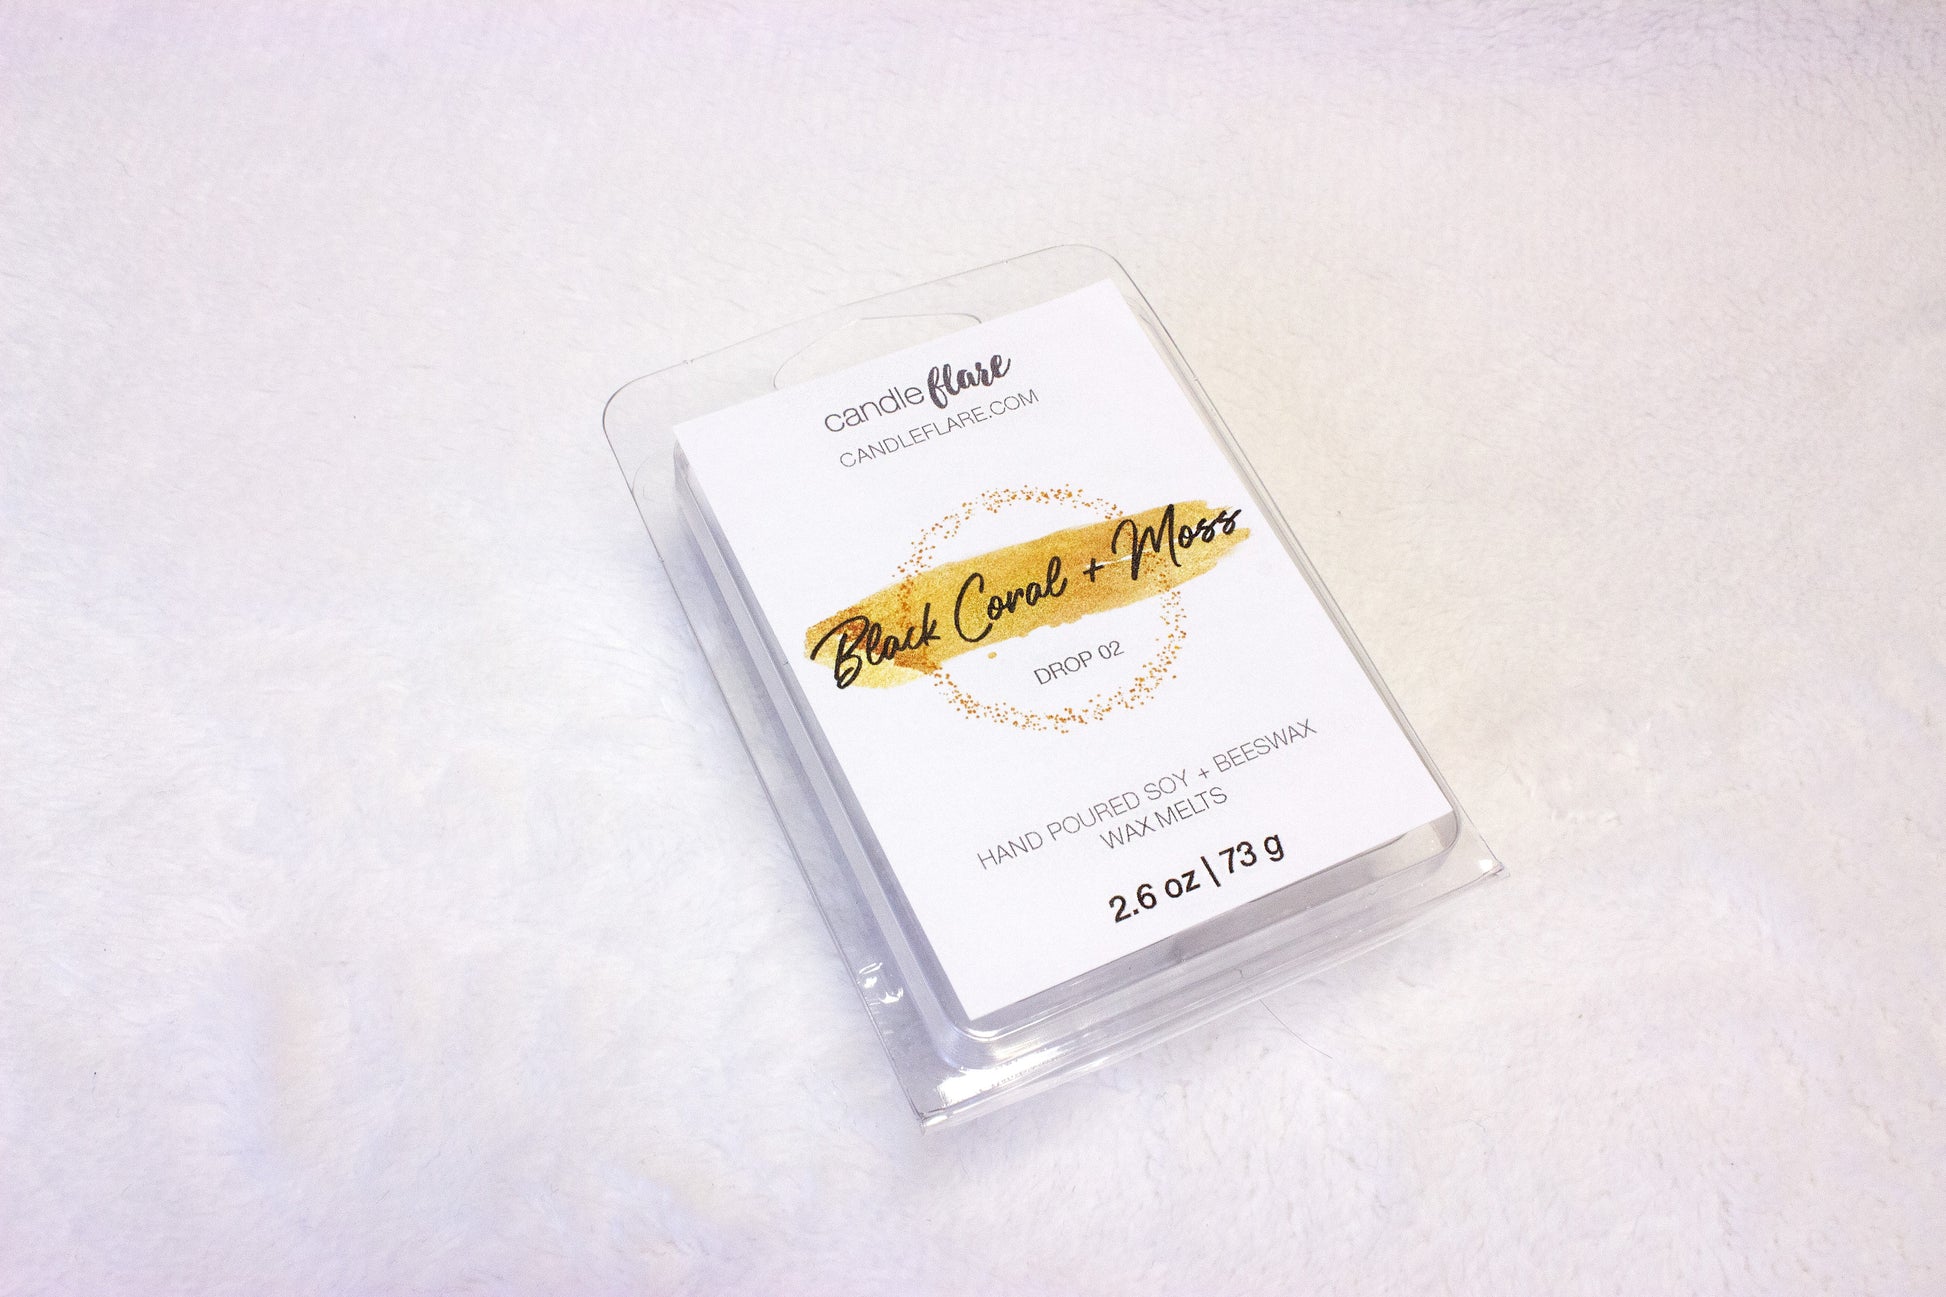 candle flare
CANDLEFLARE.COM
Black Coral + Moss
DROP 02
HAND POURED SOY + BEESWAX
WAX MELTS
2.6 oz | 73 g